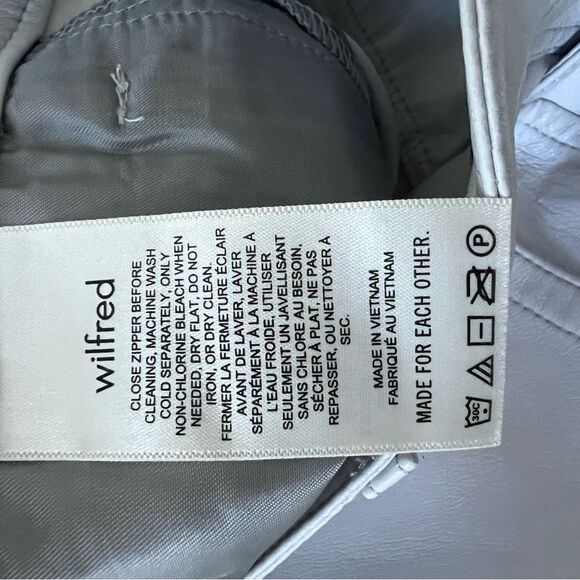 wilfred
CLOSE ZIPPER BEFORE
CLEANING, MACHINE WASH
COLD SEPARATELY, ONLY
NON-CHLORINE BLEACH WHEN
NEEDED, DRY FLAT, DO NOT
IRON, OR DRY CLEAN.
FERMER LA FERMETURE ÉCLAIR
AVANT DE LAVER, LAVER
SÉPARÉMENT À LA MACHINE À
L'EAU FROIDE, UTILISER
SEULEMENT UN JAVELLISANT
SANS CHLORE AU BESOIN,
SÉCHER À PLAT, NE PAS
REPASSER, OU NETTOYER À
SEC.
MADE IN VIETNAM
FABRIQUÉ AU VIETNAM
MADE FOR EACH OTHER.
30C P